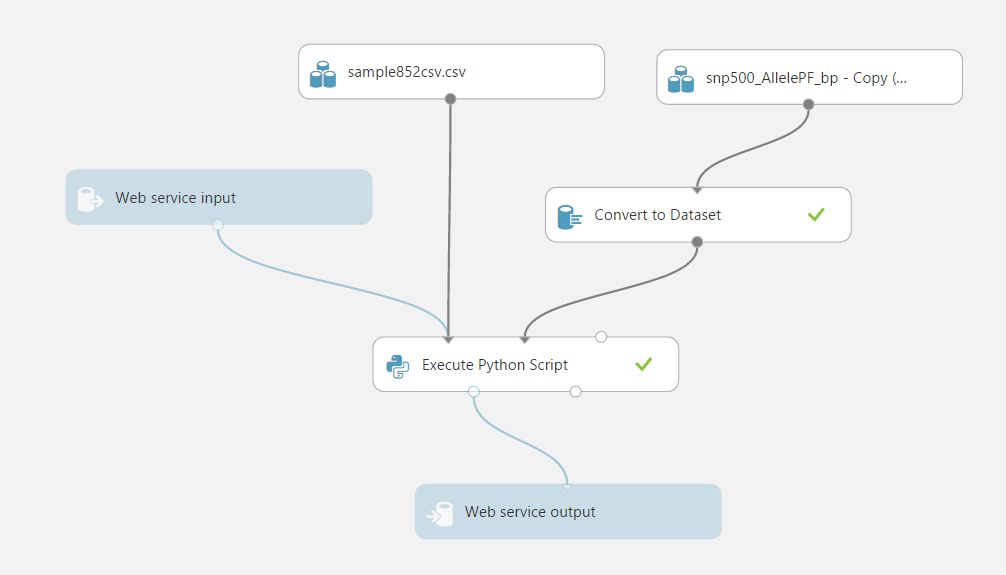 sample852csv.csv
snp500_AllelePF_bp - Copy (...
Web service input
Convert to Dataset
Execute Python Script
Web service output